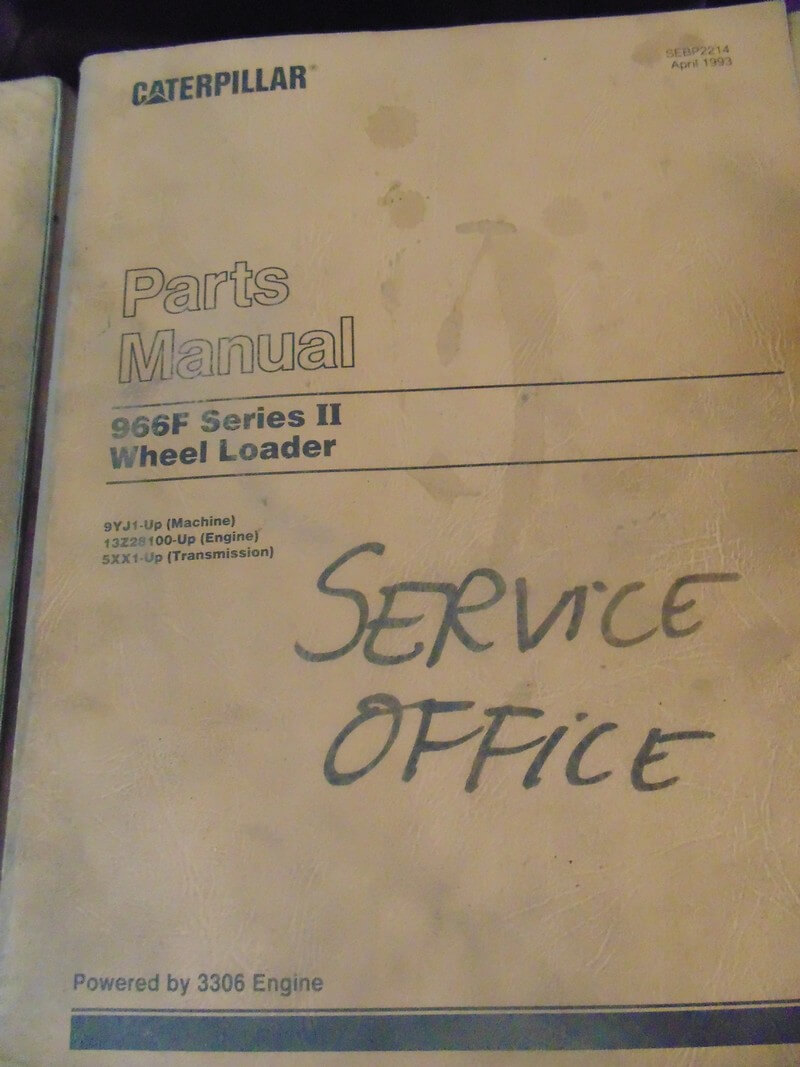 CATERPILLAR®
SEBP2214
April 1993
Parts
Manual
966F Series II
Wheel Loader
9YJ1-Up (Machine)
13Z28100-Up (Engine)
5XX1-Up (Transmission)
SERVICE
OFFICE
Powered by 3306 Engine